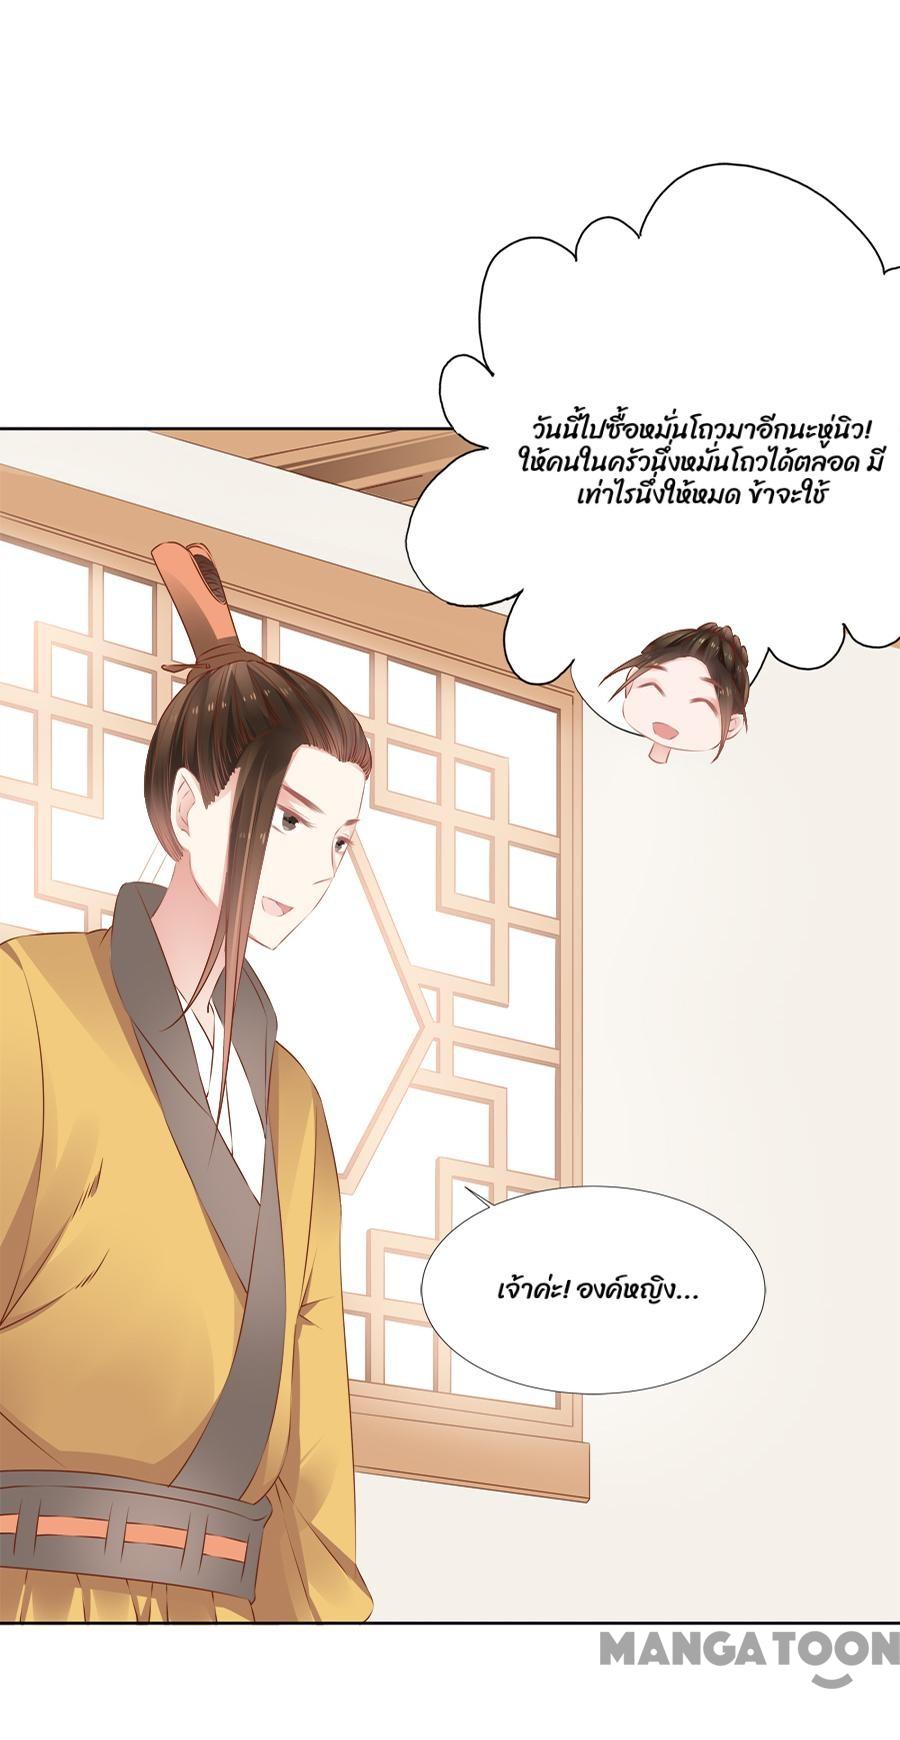 วันนี้ไปซื้อหมั่นโถวมาอีกนะหู่นิว!
ให้คนในครัวนึ่งหมั่นโถวได้ตลอด มี
เท่าไรนึ่งให้หมด ข้าจะใช้
เจ้าค่ะ! องค์หญิง...
MANGATOON